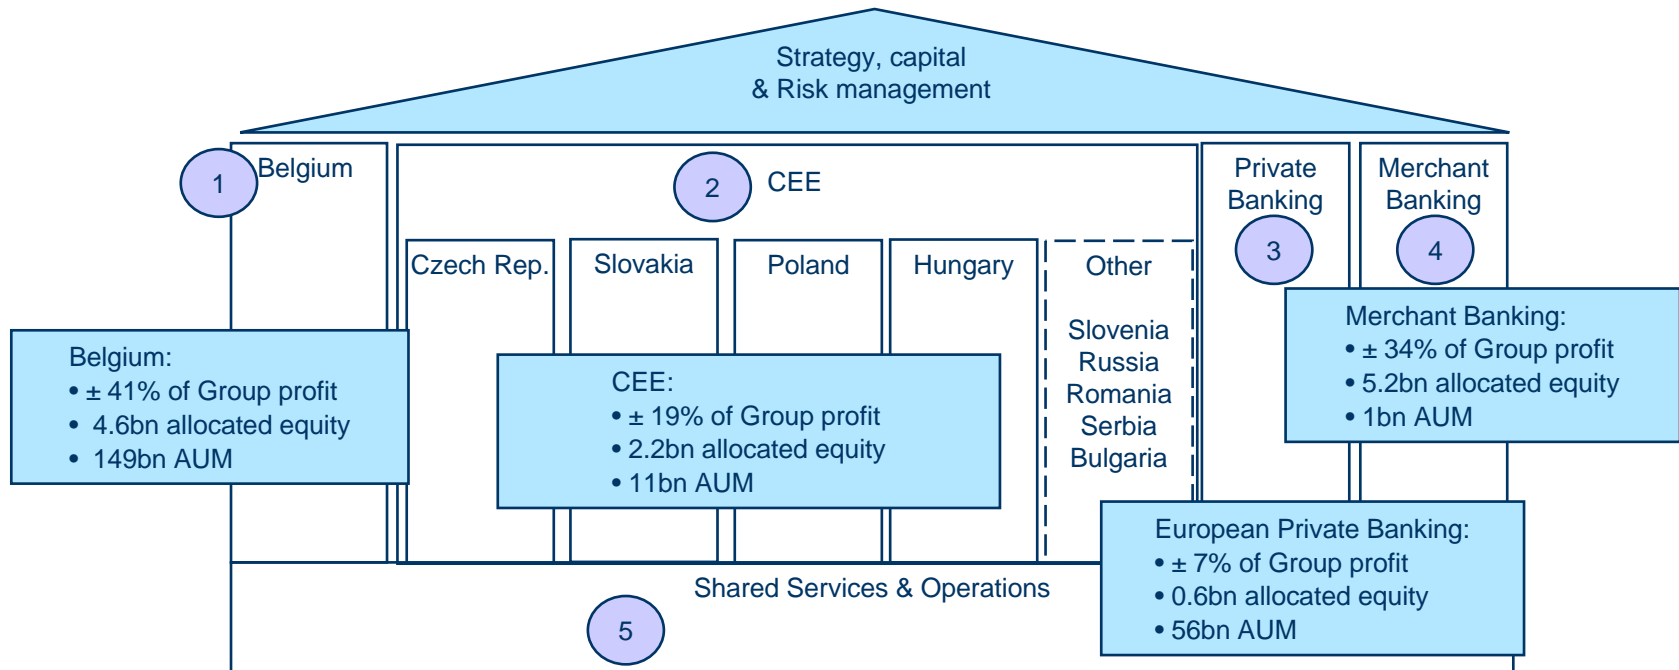 Strategy, capital
& Risk management
1
Belgium
2
CEE
Private
Banking
3
Merchant
Banking
4
Czech Rep.
Slovakia
Poland
Hungary
Other
Slovenia
Russia
Romania
Serbia
Bulgaria
Belgium:
• ± 41% of Group profit
• 4.6bn allocated equity
• 149bn AUM
CEE:
• ± 19% of Group profit
• 2.2bn allocated equity
• 11bn AUM
Merchant Banking:
• ± 34% of Group profit
• 5.2bn allocated equity
• 1bn AUM
European Private Banking:
• ± 7% of Group profit
• 0.6bn allocated equity
• 56bn AUM
Shared Services & Operations
5